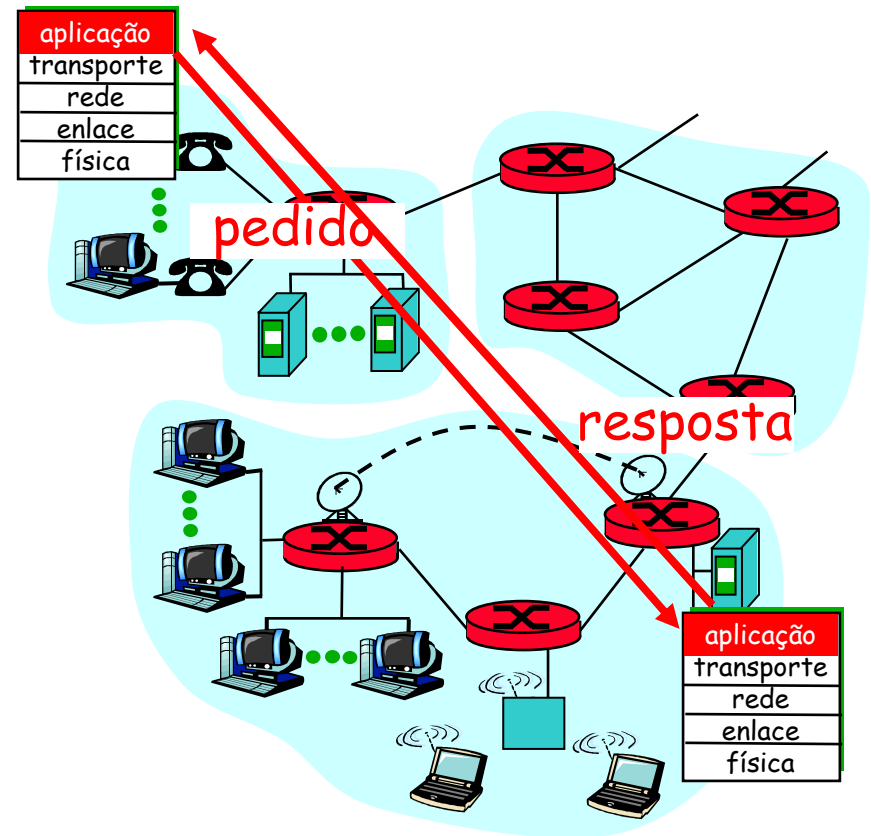 aplicação
transporte
rede
enlace
física
pedido
resposta
aplicação
transporte
rede
enlace
física